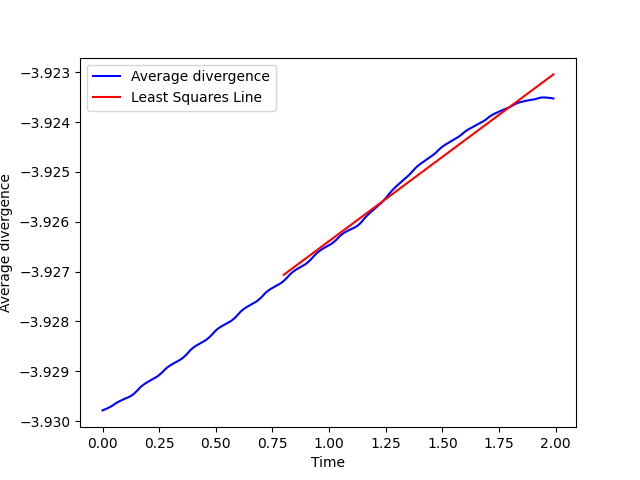 Average divergence
Least Squares Line
−3.923
−3.924
−3.925
−3.926
−3.927
−3.928
−3.929
−3.930
Average divergence
0.00 0.25 0.50 0.75 1.00 1.25 1.50 1.75 2.00
Time